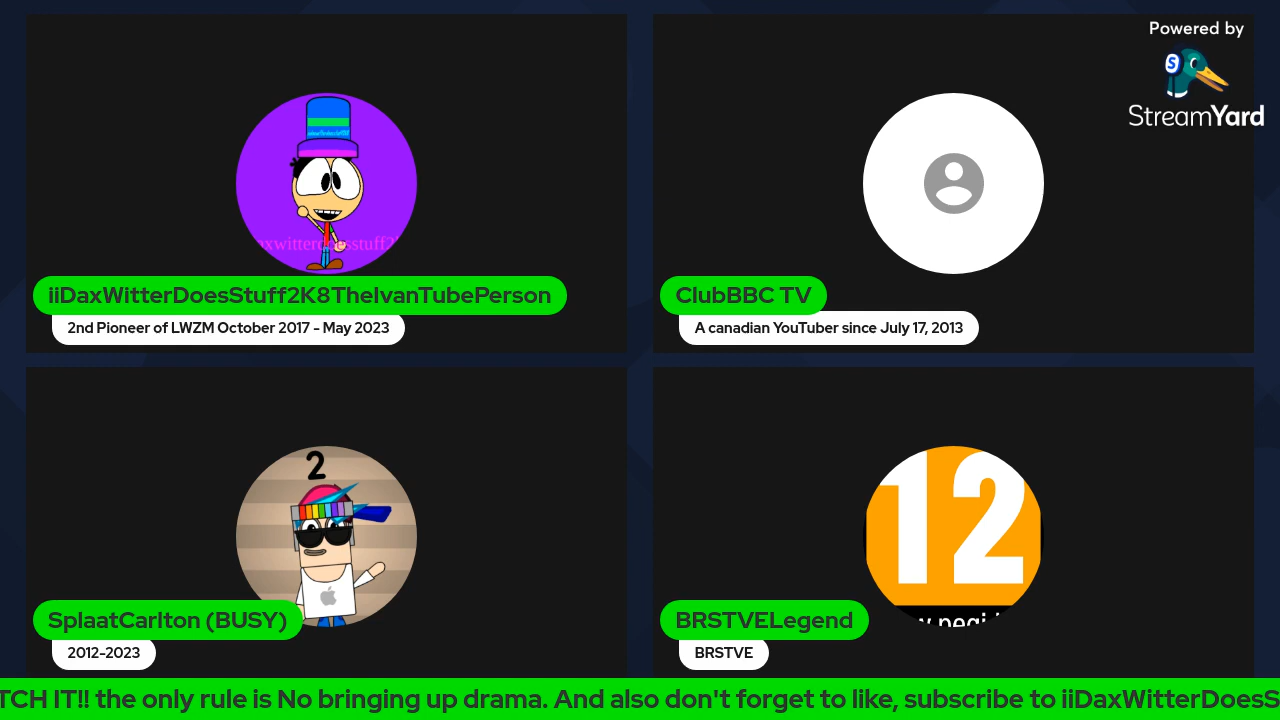 Powered by
S
StreamYard
axwitterdoesstuff2
iiDaxWitterDoesStuff2K8TheIvanTubePerson
2nd Pioneer of LWZM October 2017 - May 2023
ClubBBC TV
A canadian YouTuber since July 17, 2013
2
SplaatCarlton (BUSY)
2012-2023
12
BRSTVELegend
BRSTVE
TCH IT!! the only rule is No bringing up drama. And also don't forget to like, subscribe to iiDaxWitterDoesS